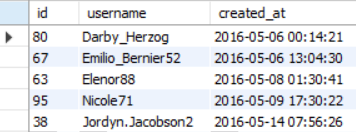 id username created_at
80 Darby_Herzog 2016-05-06 00:14:21
67 Emilio_Bernier52 2016-05-06 13:04:30
63 Elenor88 2016-05-08 01:30:41
95 Nicole71 2016-05-09 17:30:22
38 Jordyn.Jacobson2 2016-05-14 07:56:26